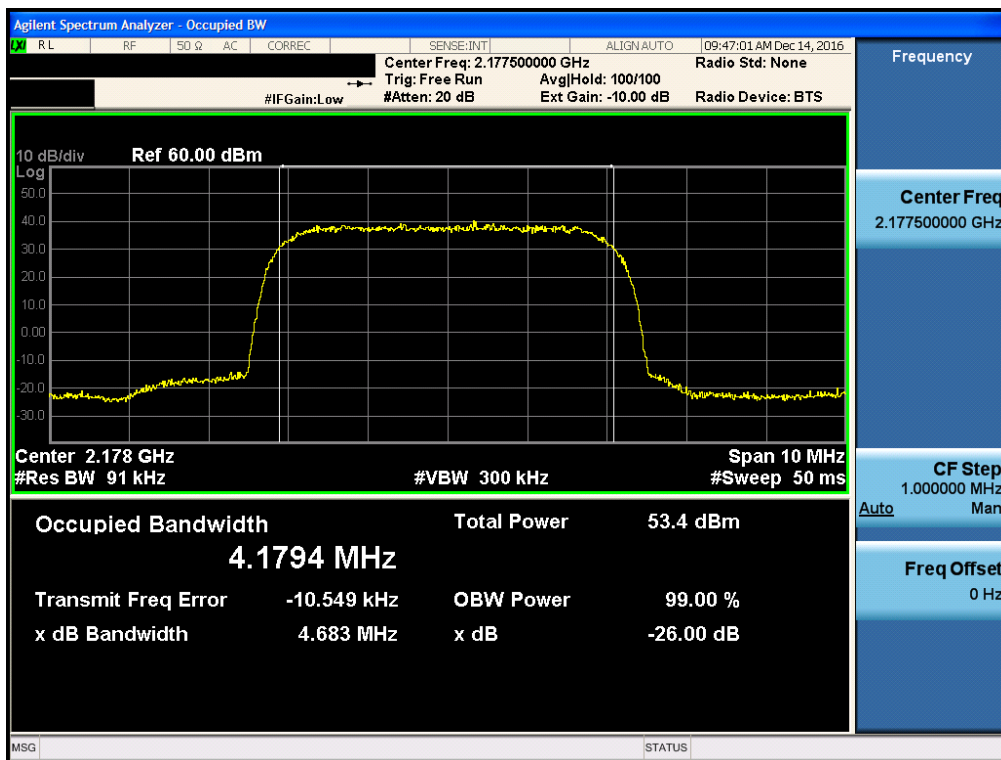 Agilent Spectrum Analyzer - Occupied BW
LXI RL RF 50 Ω AC CORREC SENSE:INT ALIGN AUTO 09:47:01 AM Dec 14, 2016
Center Freq: 2.177500000 GHz Radio Std: None
Trig: Free Run Avg|Hold: 100/100
#IFGain:Low #Atten: 20 dB Ext Gain: -10.00 dB Radio Device: BTS
10 dB/div Ref 60.00 dBm
Log
50.0
40.0
30.0
20.0
10.0
0.00
-10.0
-20.0
-30.0
Center 2.178 GHz Span 10 MHz
#Res BW 91 kHz #VBW 300 kHz #Sweep 50 ms
Occupied Bandwidth Total Power 53.4 dBm
4.1794 MHz
Transmit Freq Error -10.549 kHz OBW Power 99.00 %
x dB Bandwidth 4.683 MHz x dB -26.00 dB
MSG STATUS
Frequency
Center Freq
2.177500000 GHz
CF Step
1.000000 MHz
Auto Man
Freq Offset
0 Hz